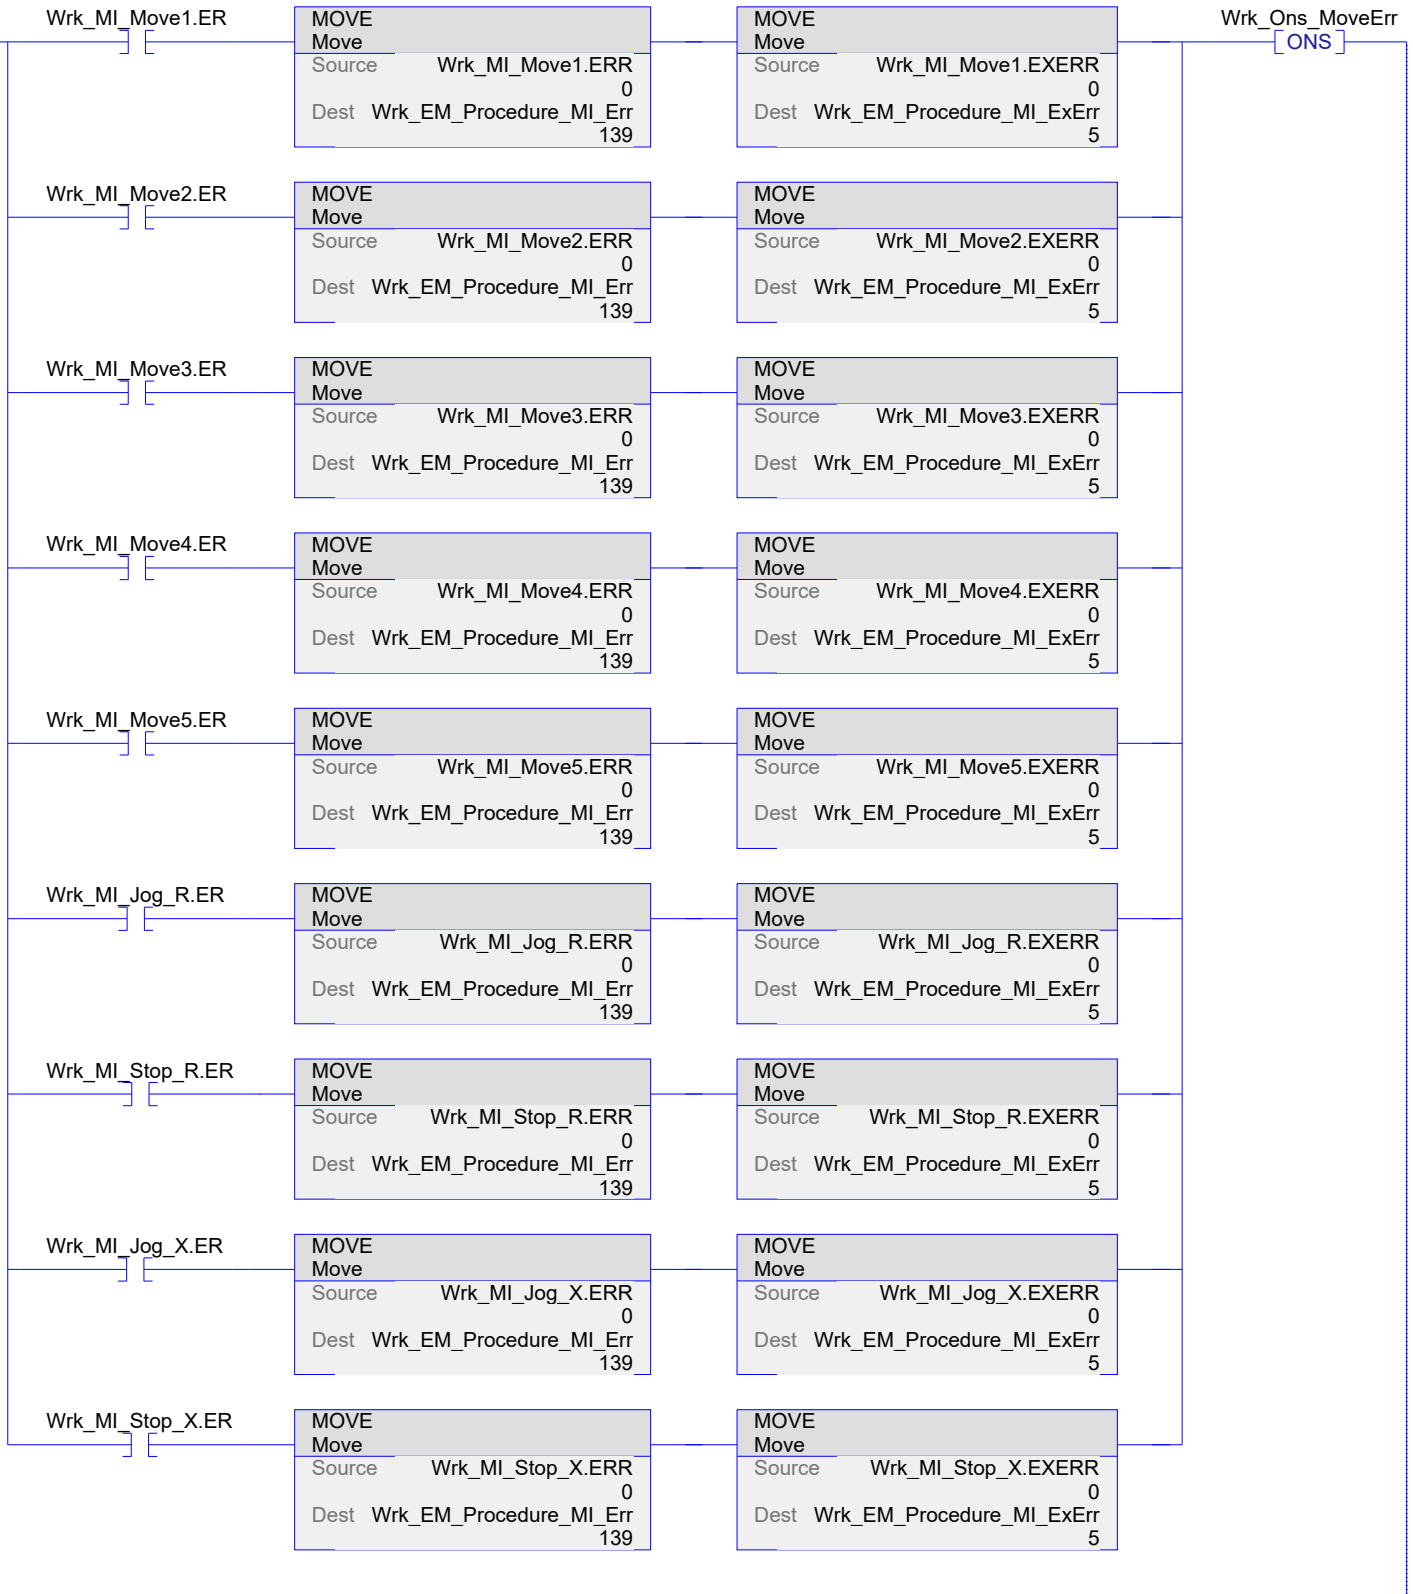 Wrk_MI_Move1.ER
MOVE
Move
Source Wrk_MI_Move1.ERR
0
Dest Wrk_EM_Procedure_MI_Err
139
MOVE
Move
Source Wrk_MI_Move1.EXERR
0
Dest Wrk_EM_Procedure_MI_ExErr
5
Wrk_Ons_MoveErr
ONS
Wrk_MI_Move2.ER
MOVE
Move
Source Wrk_MI_Move2.ERR
0
Dest Wrk_EM_Procedure_MI_Err
139
MOVE
Move
Source Wrk_MI_Move2.EXERR
0
Dest Wrk_EM_Procedure_MI_ExErr
5
Wrk_MI_Move3.ER
MOVE
Move
Source Wrk_MI_Move3.ERR
0
Dest Wrk_EM_Procedure_MI_Err
139
MOVE
Move
Source Wrk_MI_Move3.EXERR
0
Dest Wrk_EM_Procedure_MI_ExErr
5
Wrk_MI_Move4.ER
MOVE
Move
Source Wrk_MI_Move4.ERR
0
Dest Wrk_EM_Procedure_MI_Err
139
MOVE
Move
Source Wrk_MI_Move4.EXERR
0
Dest Wrk_EM_Procedure_MI_ExErr
5
Wrk_MI_Move5.ER
MOVE
Move
Source Wrk_MI_Move5.ERR
0
Dest Wrk_EM_Procedure_MI_Err
139
MOVE
Move
Source Wrk_MI_Move5.EXERR
0
Dest Wrk_EM_Procedure_MI_ExErr
5
Wrk_MI_Jog_R.ER
MOVE
Move
Source Wrk_MI_Jog_R.ERR
0
Dest Wrk_EM_Procedure_MI_Err
139
MOVE
Move
Source Wrk_MI_Jog_R.EXERR
0
Dest Wrk_EM_Procedure_MI_ExErr
5
Wrk_MI_Stop_R.ER
MOVE
Move
Source Wrk_MI_Stop_R.ERR
0
Dest Wrk_EM_Procedure_MI_Err
139
MOVE
Move
Source Wrk_MI_Stop_R.EXERR
0
Dest Wrk_EM_Procedure_MI_ExErr
5
Wrk_MI_Jog_X.ER
MOVE
Move
Source Wrk_MI_Jog_X.ERR
0
Dest Wrk_EM_Procedure_MI_Err
139
MOVE
Move
Source Wrk_MI_Jog_X.EXERR
0
Dest Wrk_EM_Procedure_MI_ExErr
5
Wrk_MI_Stop_X.ER
MOVE
Move
Source Wrk_MI_Stop_X.ERR
0
Dest Wrk_EM_Procedure_MI_Err
139
MOVE
Move
Source Wrk_MI_Stop_X.EXERR
0
Dest Wrk_EM_Procedure_MI_ExErr
5